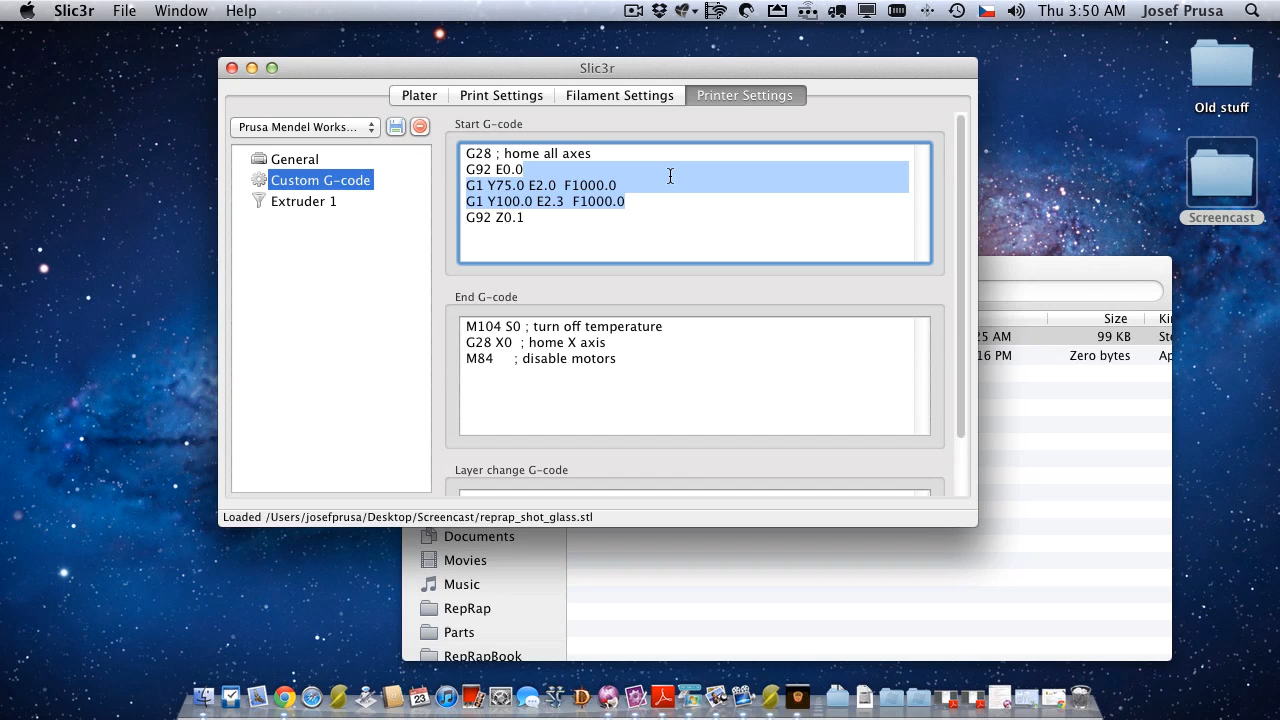 Slic3r File Window Help Thu 3:50 AM Josef Prusa
Slic3r
Plater Print Settings Filament Settings Printer Settings
Prusa Mendel Works...
General
Custom G-code
Extruder 1
Start G-code
G28 ; home all axes
G92 E0.0
G1 Y75.0 E2.0 F1000.0
G1 Y100.0 E2.3 F1000.0
G92 Z0.1
End G-code
M104 S0 ; turn off temperature
G28 X0 ; home X axis
M84 ; disable motors
Layer change G-code
Loaded /Users/josefprusa/Desktop/Screencast/reprap_shot_glass.stl
Old stuff
Screencast
Size Kin
25 AM 99 KB Ste
16 PM Zero bytes Ap
Documents
Movies
Music
RepRap
Parts
RepRapBook
23